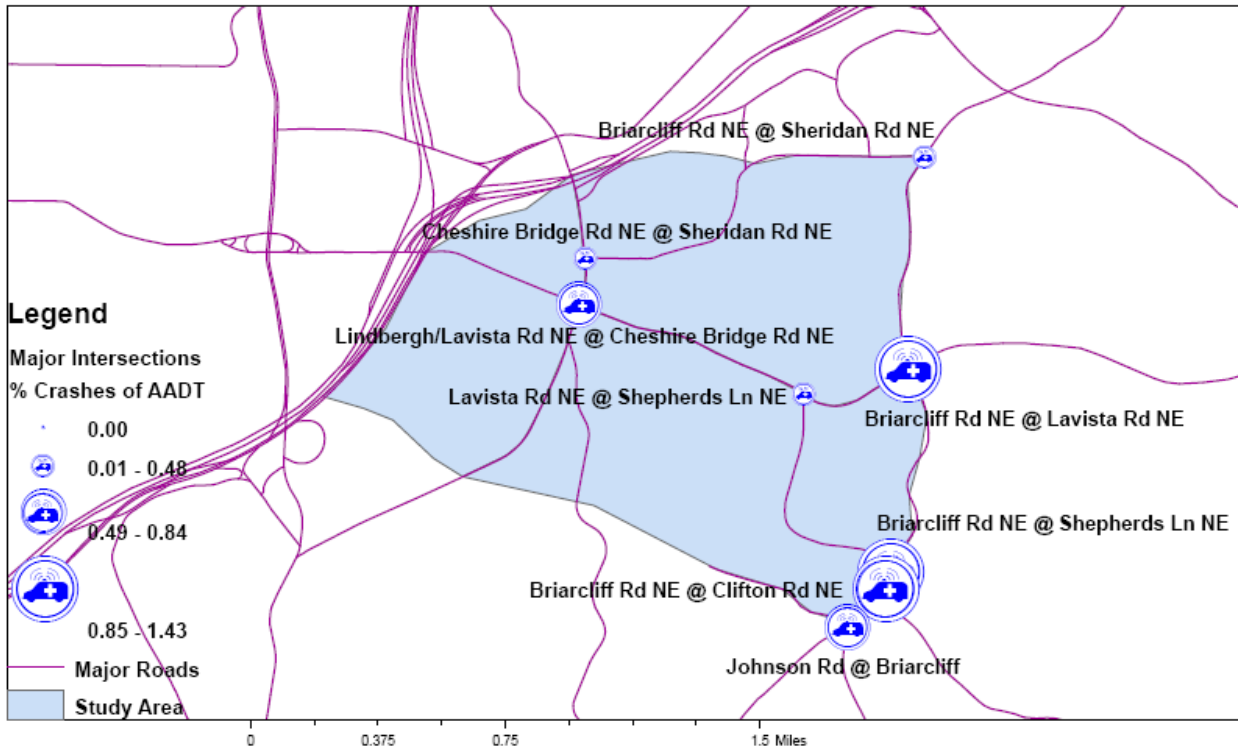 Briarcliff Rd NE @ Sheridan Rd NE
Cheshire Bridge Rd NE @ Sheridan Rd NE
Lindbergh/Lavista Rd NE @ Cheshire Bridge Rd NE
Lavista Rd NE @ Shepherds Ln NE
Briarcliff Rd NE @ Lavista Rd NE
Briarcliff Rd NE @ Shepherds Ln NE
Briarcliff Rd NE @ Clifton Rd NE
Johnson Rd @ Briarcliff
Legend
Major Intersections
% Crashes of AADT
0.00
0.01 - 0.48
0.49 - 0.84
0.85 - 1.43
Major Roads
Study Area
0 0.375 0.75 1.5 Miles